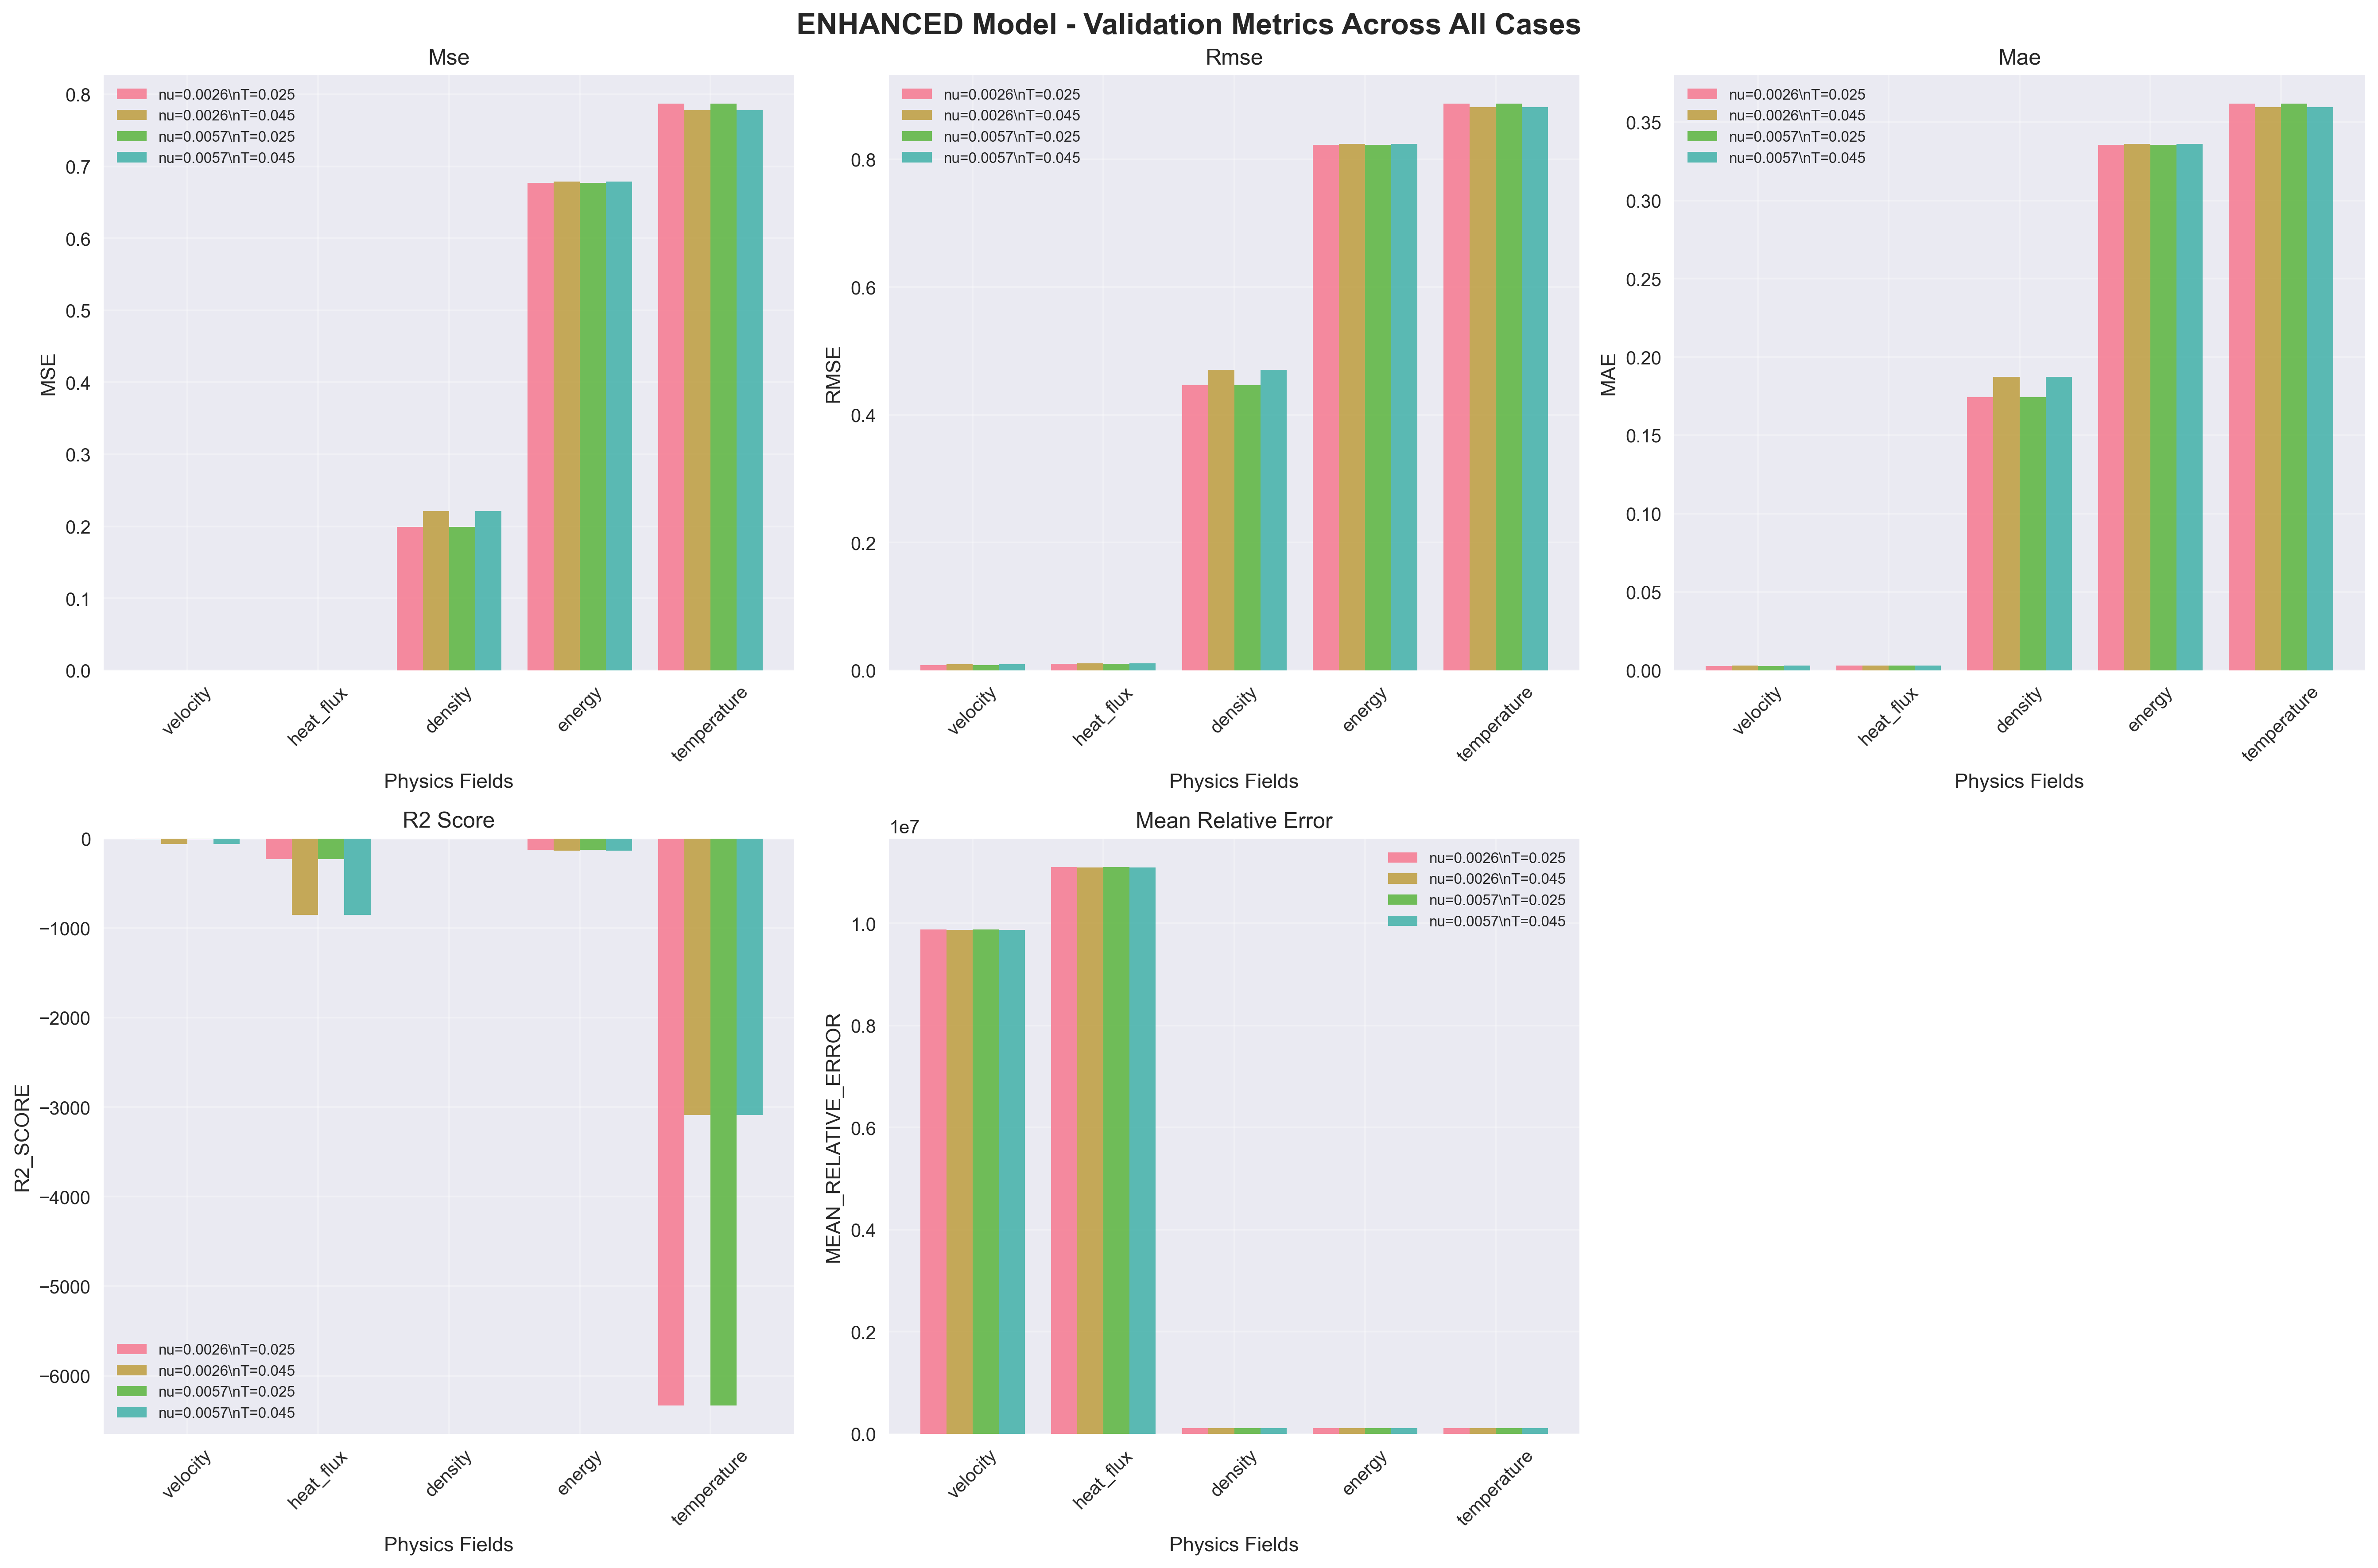 ENHANCED Model - Validation Metrics Across All Cases
Mse
MSE
0.8
0.7
0.6
0.5
0.4
0.3
0.2
0.1
0.0
nu=0.0026\nT=0.025
nu=0.0026\nT=0.045
nu=0.0057\nT=0.025
nu=0.0057\nT=0.045
velocity
heat_flux
density
energy
temperature
Physics Fields
Rmse
RMSE
0.8
0.6
0.4
0.2
0.0
nu=0.0026\nT=0.025
nu=0.0026\nT=0.045
nu=0.0057\nT=0.025
nu=0.0057\nT=0.045
velocity
heat_flux
density
energy
temperature
Physics Fields
Mae
MAE
0.35
0.30
0.25
0.20
0.15
0.10
0.05
0.00
nu=0.0026\nT=0.025
nu=0.0026\nT=0.045
nu=0.0057\nT=0.025
nu=0.0057\nT=0.045
velocity
heat_flux
density
energy
temperature
Physics Fields
R2 Score
R2_SCORE
0
−1000
−2000
−3000
−4000
−5000
−6000
nu=0.0026\nT=0.025
nu=0.0026\nT=0.045
nu=0.0057\nT=0.025
nu=0.0057\nT=0.045
velocity
heat_flux
density
energy
temperature
Physics Fields
Mean Relative Error
1e7
MEAN_RELATIVE_ERROR
1.0
0.8
0.6
0.4
0.2
0.0
nu=0.0026\nT=0.025
nu=0.0026\nT=0.045
nu=0.0057\nT=0.025
nu=0.0057\nT=0.045
velocity
heat_flux
density
energy
temperature
Physics Fields